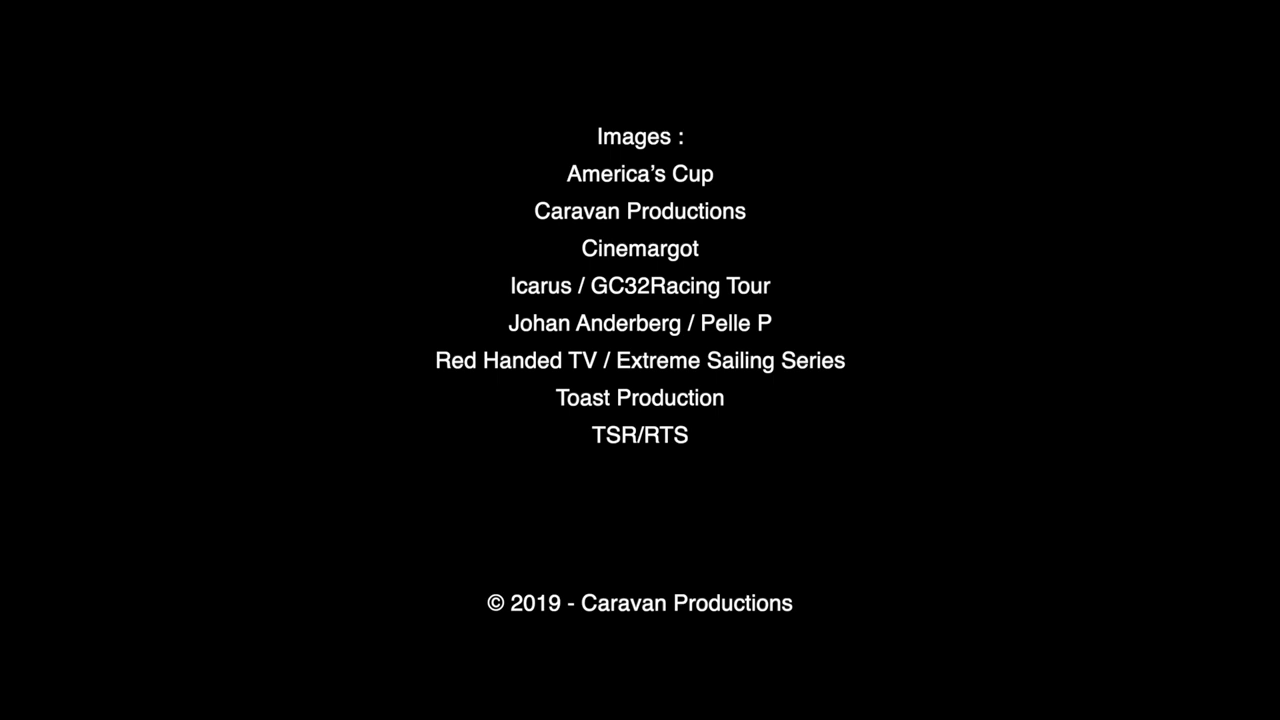 Images :
America’s Cup
Caravan Productions
Cinemargot
Icarus / GC32Racing Tour
Johan Anderberg / Pelle P
Red Handed TV / Extreme Sailing Series
Toast Production
TSR/RTS
© 2019 - Caravan Productions